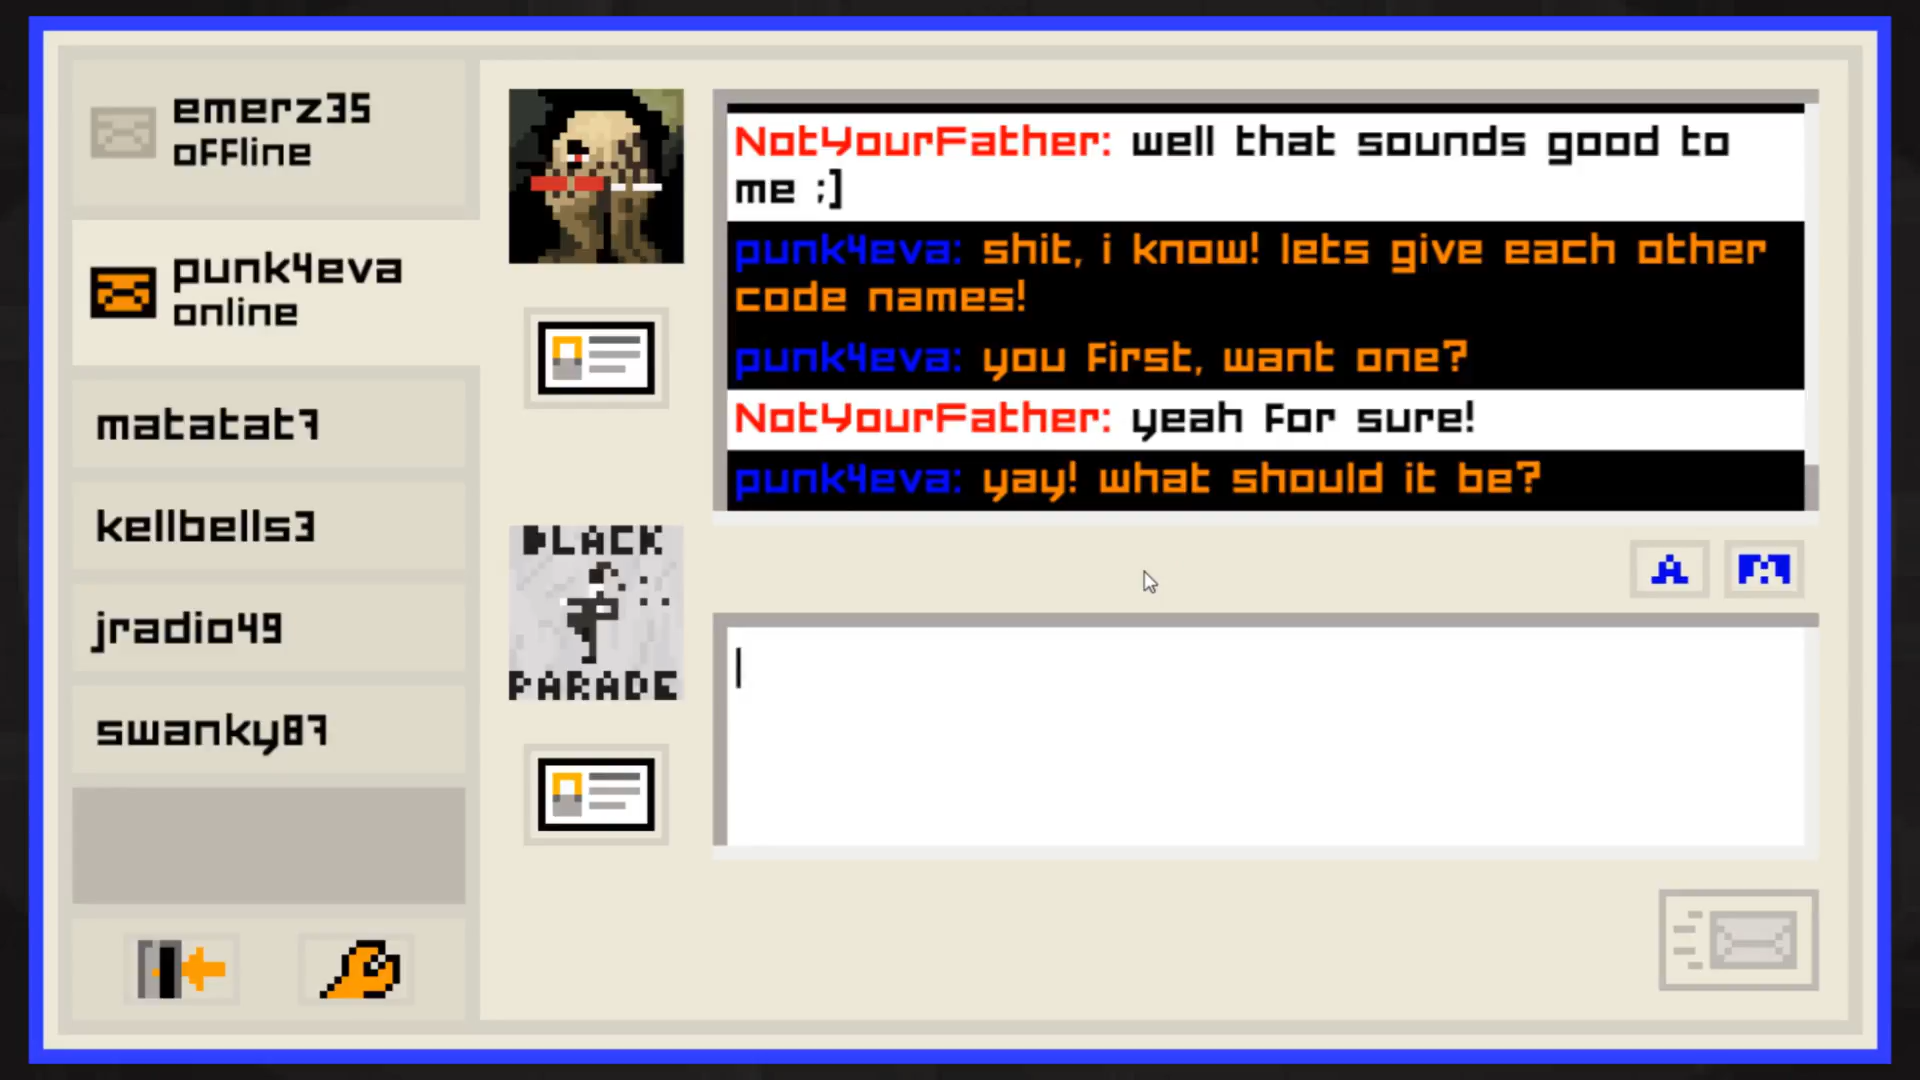 emerz35
offline
punk4eva
online
matatat7
kellbells3
jradio49
swanky87
NotYourFather: well that sounds good to
me ;]
punk4eva: shit, i know! lets give each other
code names!
punk4eva: you first, want one?
NotYourFather: yeah for sure!
punk4eva: yay! what should it be?
BLACK
PARADE
A